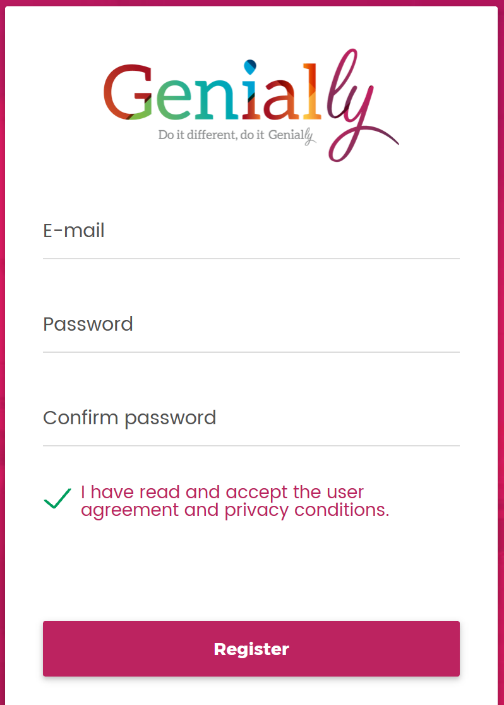 Genially
Do it different, do it Genially
E-mail
Password
Confirm password
I have read and accept the user
agreement and privacy conditions.
Register